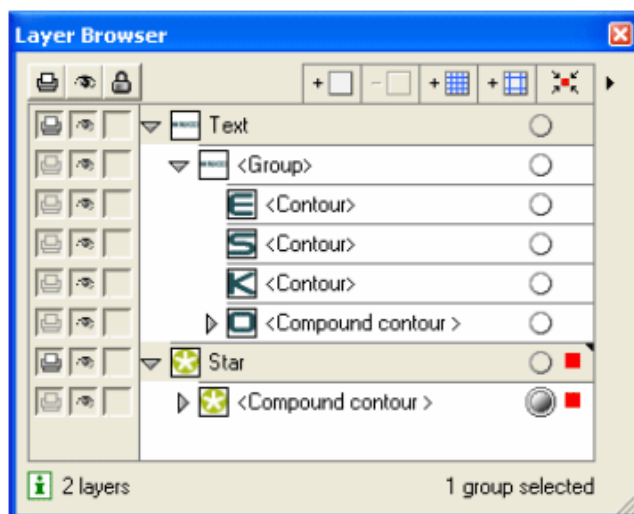 Layer Browser
Text
<Group>
E <Contour>
S <Contour>
K <Contour>
O <Compound contour >
Star
<Compound contour >
2 layers 1 group selected